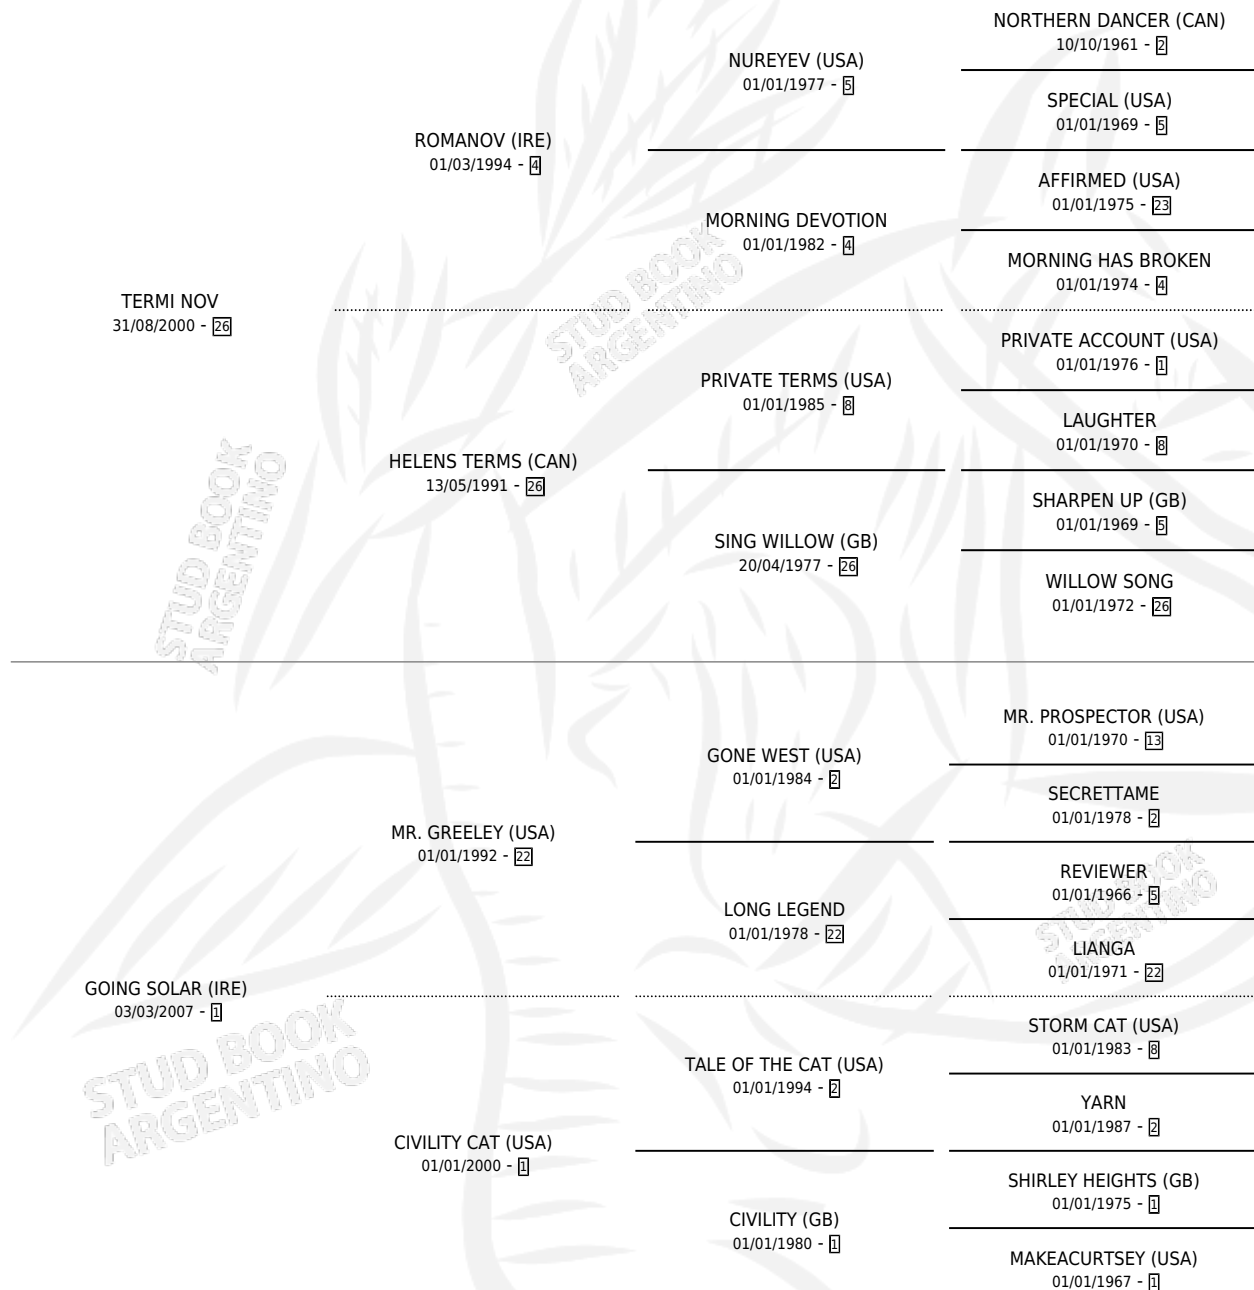 NORTHERN DANCER (CAN)
10/10/1961 - 2
NUREYEV (USA)
01/01/1977 - 5
SPECIAL (USA)
01/01/1969 - 5
ROMANOV (IRE)
01/03/1994 - 4
AFFIRMED (USA)
01/01/1975 - 23
MORNING DEVOTION
01/01/1982 - 4
MORNING HAS BROKEN
01/01/1974 - 4
TERMI NOV
31/08/2000 - 26
PRIVATE ACCOUNT (USA)
01/01/1976 - 1
PRIVATE TERMS (USA)
01/01/1985 - 8
LAUGHTER
01/01/1970 - 8
HELENS TERMS (CAN)
13/05/1991 - 26
SHARPEN UP (GB)
01/01/1969 - 5
SING WILLOW (GB)
20/04/1977 - 26
WILLOW SONG
01/01/1972 - 26
MR. PROSPECTOR (USA)
01/01/1970 - 13
GONE WEST (USA)
01/01/1984 - 2
SECRETTAME
01/01/1978 - 2
MR. GREELEY (USA)
01/01/1992 - 22
REVIEWER
01/01/1966 - 5
LONG LEGEND
01/01/1978 - 22
LIANGA
01/01/1971 - 22
GOING SOLAR (IRE)
03/03/2007 - 1
STORM CAT (USA)
01/01/1983 - 8
TALE OF THE CAT (USA)
01/01/1994 - 2
YARN
01/01/1987 - 2
CIVILITY CAT (USA)
01/01/2000 - 1
SHIRLEY HEIGHTS (GB)
01/01/1975 - 1
CIVILITY (GB)
01/01/1980 - 1
MAKEACURTSEY (USA)
01/01/1967 - 1
STUD BOOK
ARGENTINO
STUD BOOK
ARGENTINO
STUD BOOK
ARGENTINO
STUD BOOK
ARGENTINO